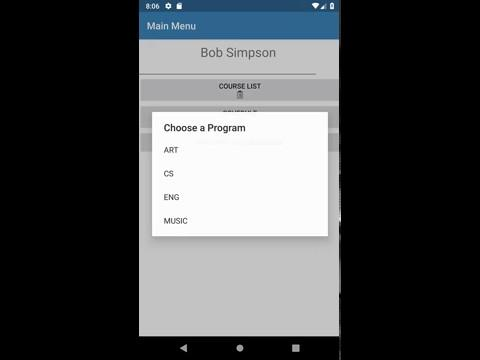 8:06
Main Menu
Bob Simpson
COURSE LIST
Choose a Program
ART
CS
ENG
MUSIC